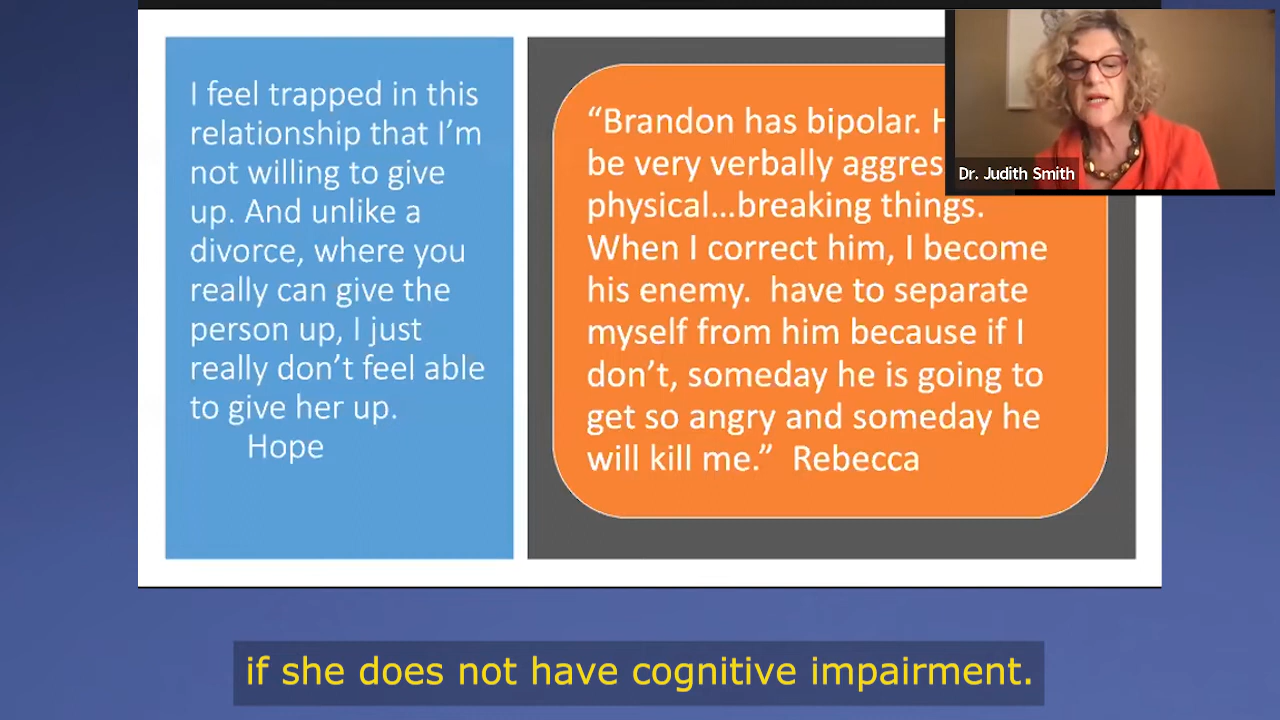 I feel trapped in this
relationship that I'm
not willing to give
up. And unlike a
divorce, where you
really can give the
person up, I just
really don't feel able
to give her up.
Hope
“Brandon has bipolar.
be very verbally
physical...breaking things.
When I correct him, I become
his enemy.  have to separate
myself from him because if I
don't, someday he is going to
get so angry and someday he
will kill me.”  Rebecca
Dr. Judith Smith
if she does not have cognitive impairment.